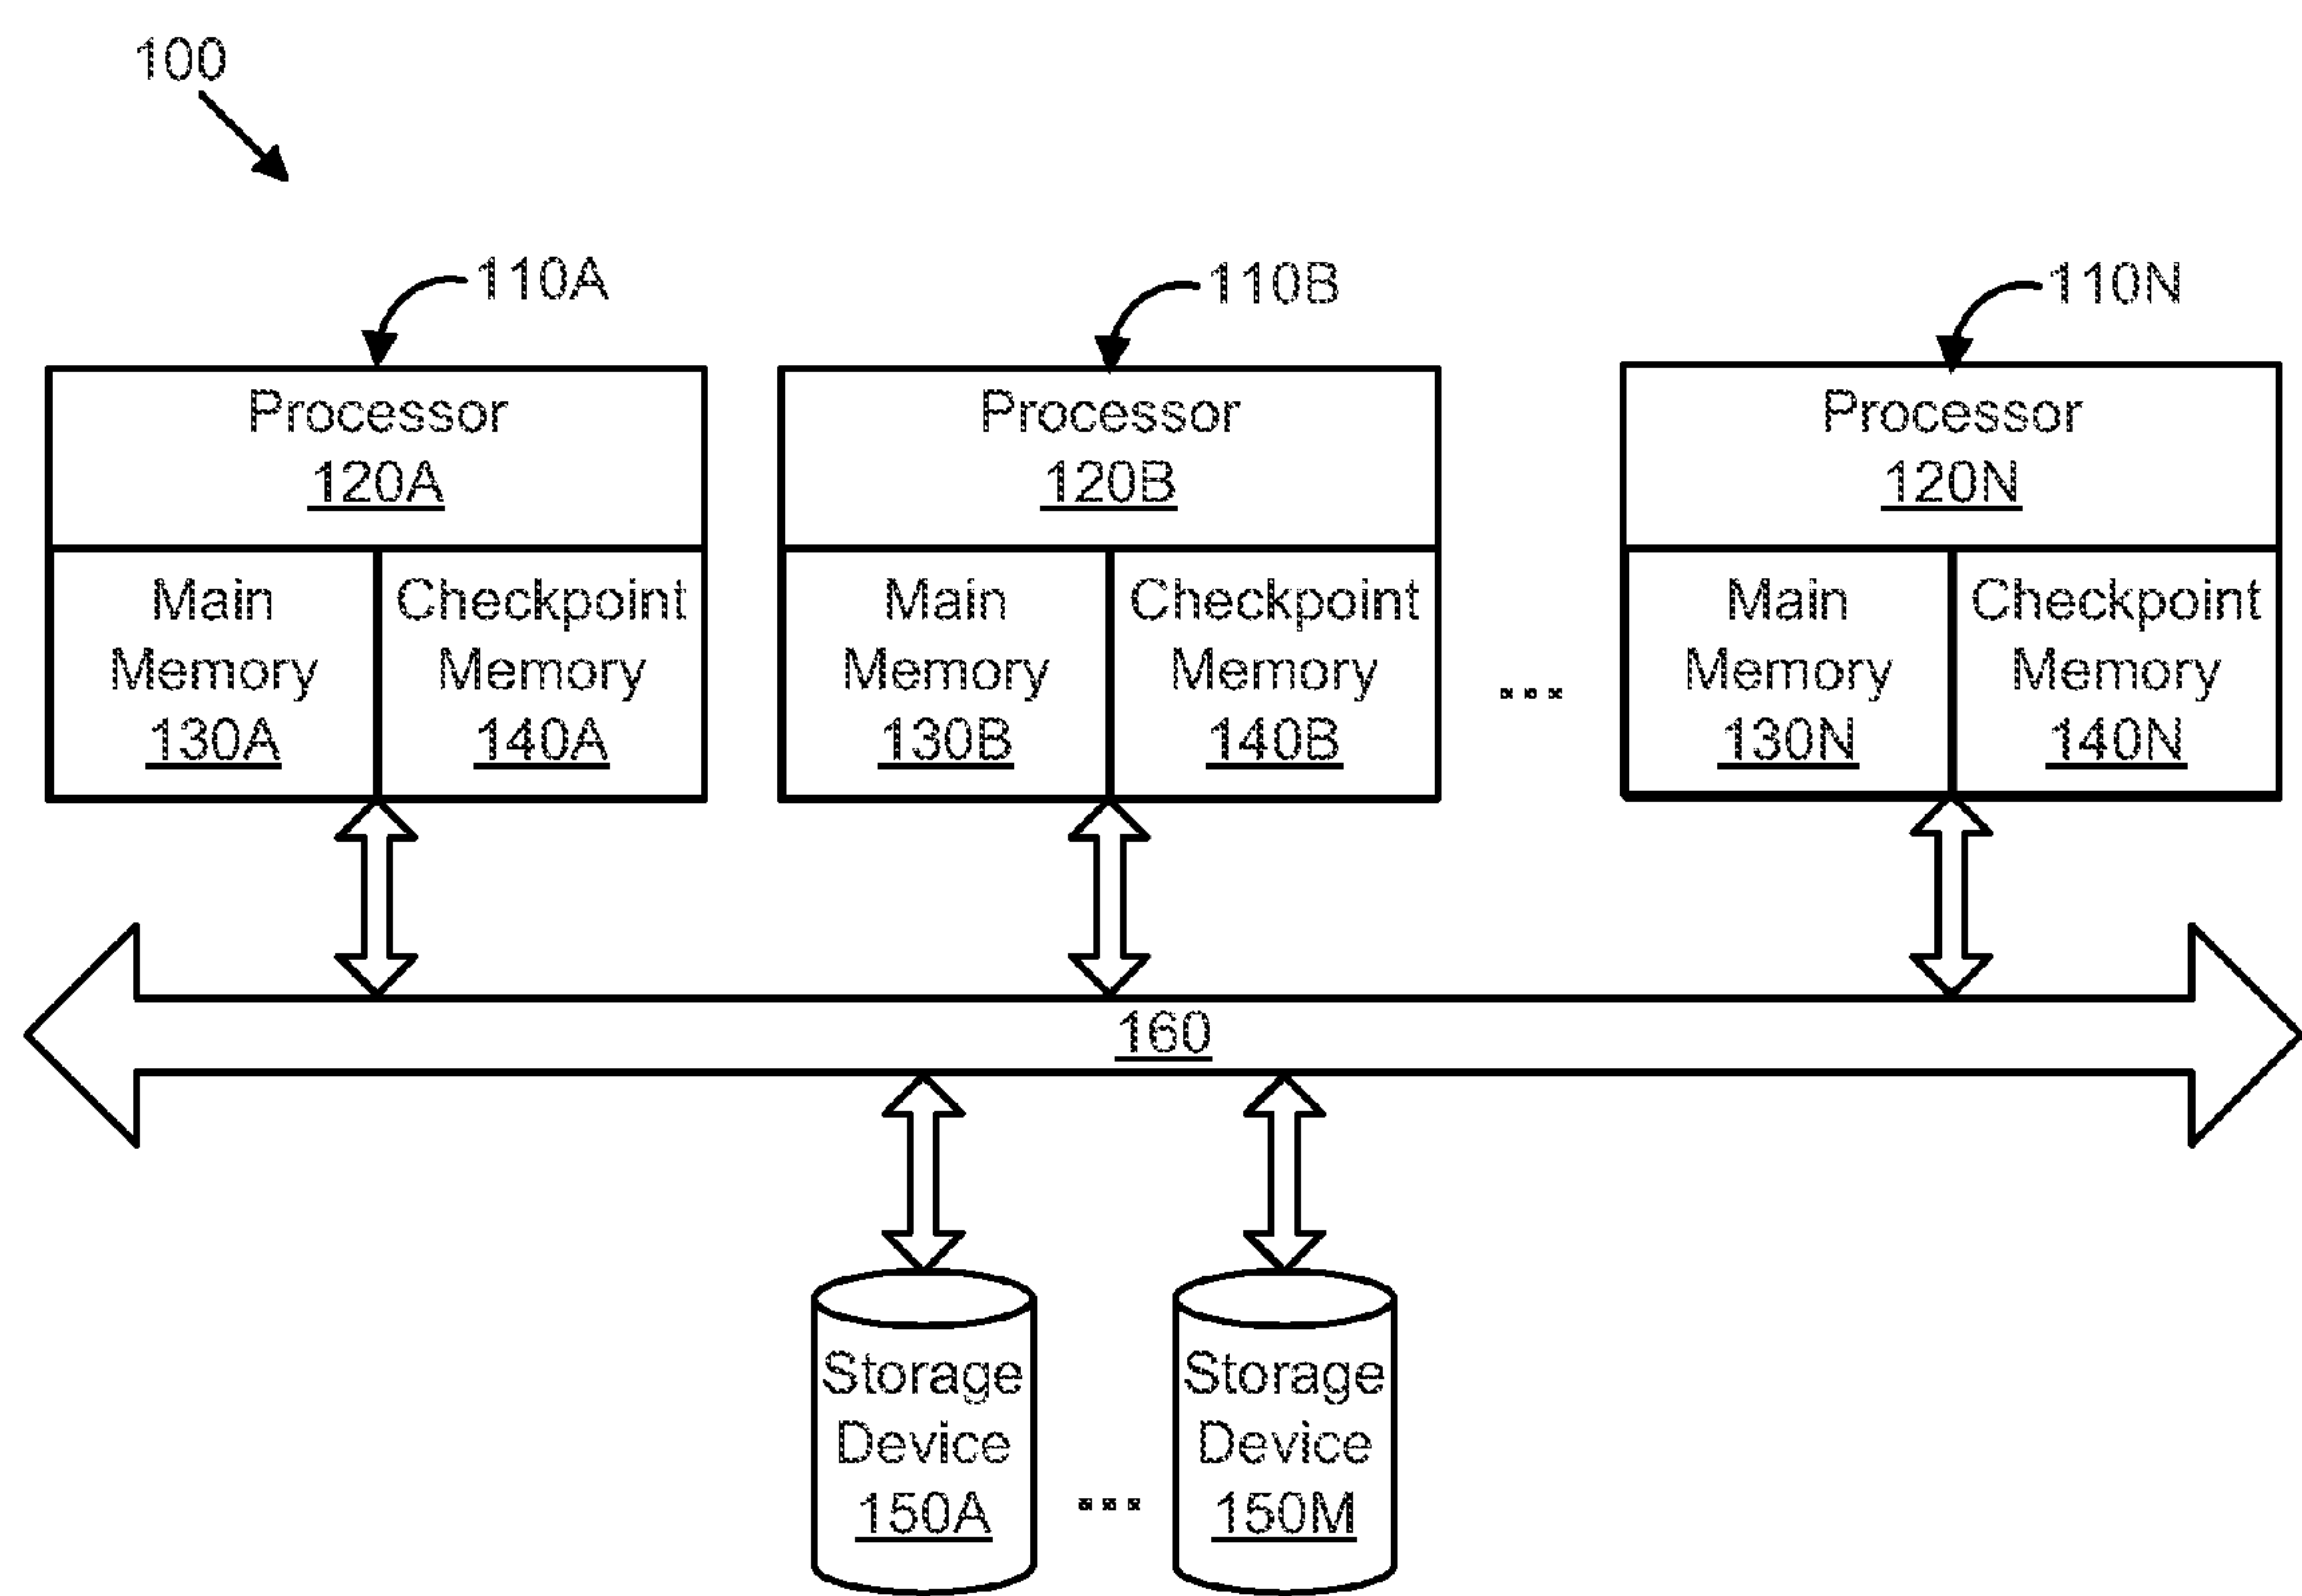 100
110A
110B
110N
Processor
120A
Processor
120B
Processor
120N
Main
Memory
130A
Checkpoint
Memory
140A
Main
Memory
130B
Checkpoint
Memory
140B
...
Main
Memory
130N
Checkpoint
Memory
140N
160
Storage
Device
150A
...
Storage
Device
150M